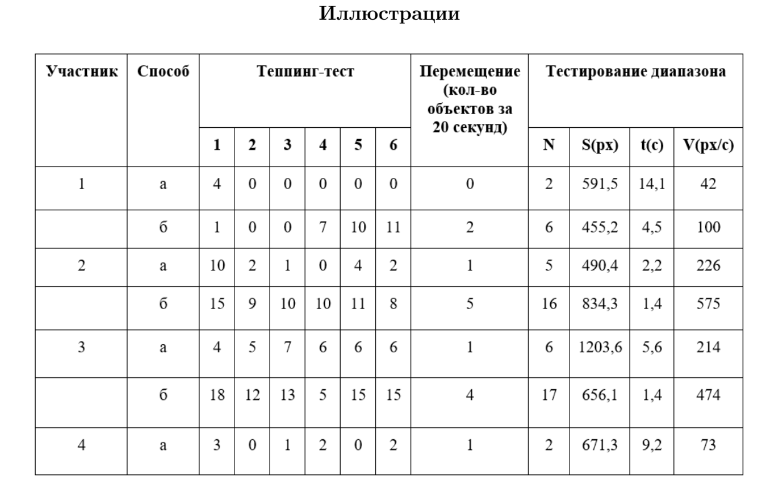 Иллюстрации
Участник Способ Теппинг-тест Перемещение (кол-во объектов за 20 секунд) Тестирование диапазона
1 2 3 4 5 6 N S(px) t(c) V(px/c)
1 а 4 0 0 0 0 0 0 2 591,5 14,1 42
б 1 0 0 7 10 11 2 6 455,2 4,5 100
2 а 10 2 1 0 4 2 1 5 490,4 2,2 226
б 15 9 10 10 11 8 5 16 834,3 1,4 575
3 а 4 5 7 6 6 6 1 6 1203,6 5,6 214
б 18 12 13 5 15 15 4 17 656,1 1,4 474
4 а 3 0 1 2 0 2 1 2 671,3 9,2 73